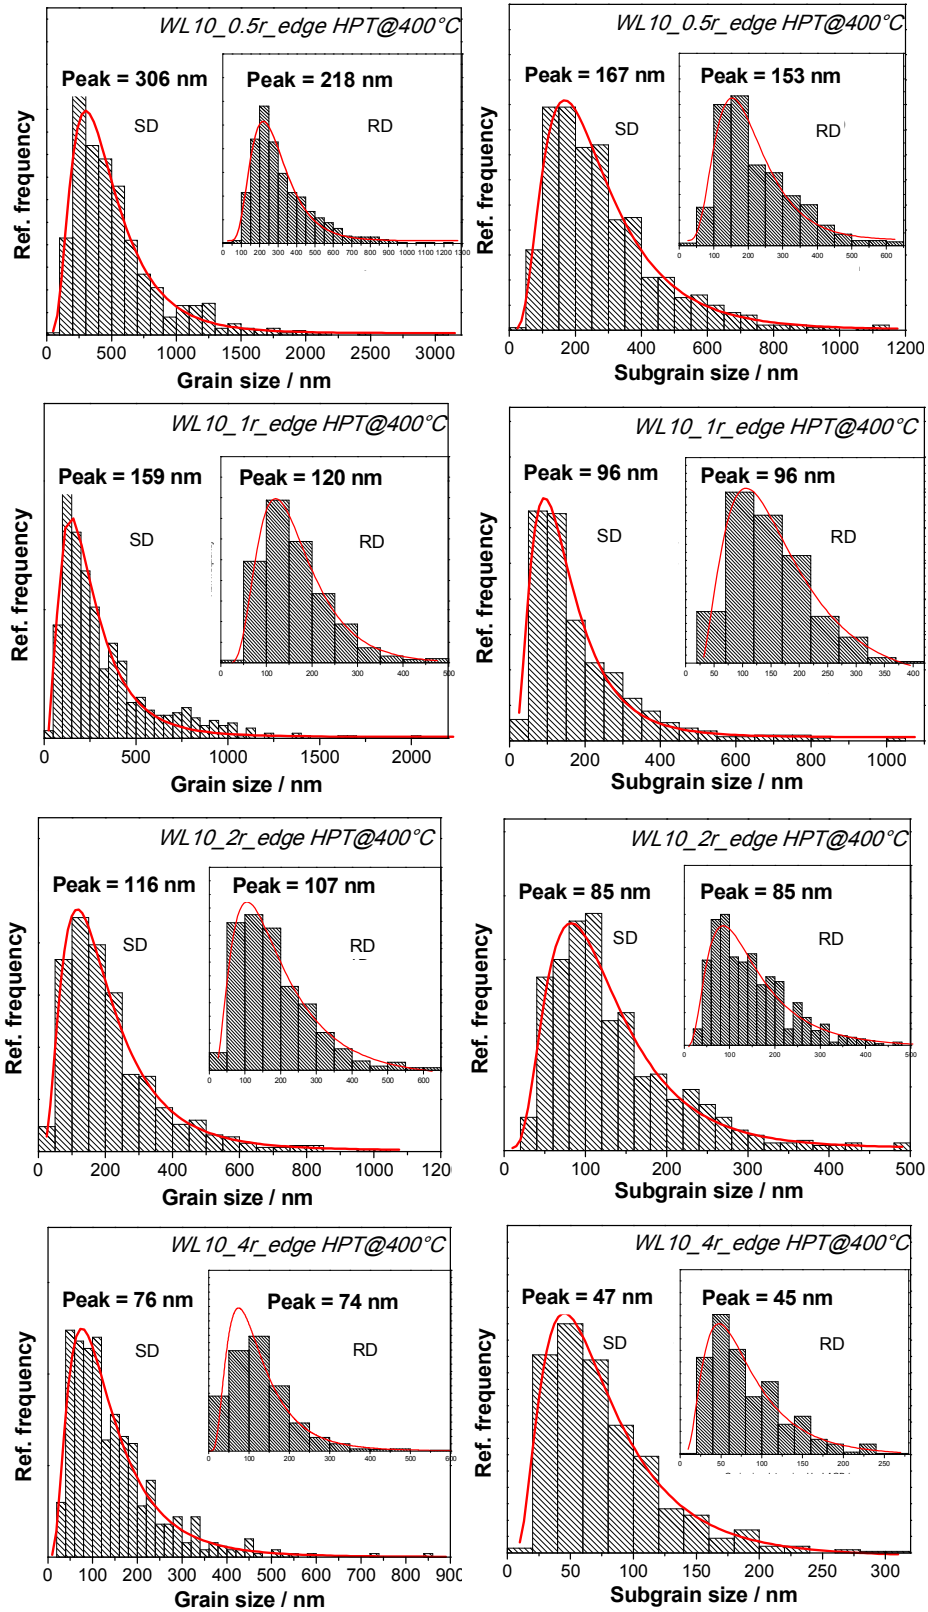 WL10_0.5r_edge HPT@400°C
Peak = 306 nm
Peak = 218 nm
SD
RD
0 100 200 300 400 500 600 700 800 900 1000 1100 1200 1300
Ref. frequency
0 500 1000 1500 2000 2500 3000
Grain size / nm
WL10_0.5r_edge HPT@400°C
Peak = 167 nm
Peak = 153 nm
SD
RD
0 100 200 300 400 500 600
Ref. frequency
0 200 400 600 800 1000 1200
Subgrain size / nm
WL10_1r_edge HPT@400°C
Peak = 159 nm
Peak = 120 nm
SD
RD
0 100 200 300 400 500
Ref. frequency
0 500 1000 1500 2000
Grain size / nm
WL10_1r_edge HPT@400°C
Peak = 96 nm
Peak = 96 nm
SD
RD
0 100 200 300 400
Ref. frequency
0 200 400 600 800 1000
Subgrain size / nm
WL10_2r_edge HPT@400°C
Peak = 116 nm
Peak = 107 nm
SD
RD
0 100 200 300 400 500 600
Ref. frequency
0 200 400 600 800 1000 1200
Grain size / nm
WL10_2r_edge HPT@400°C
Peak = 85 nm
Peak = 85 nm
SD
RD
0 100 200 300 400 500
Ref. frequency
0 100 200 300 400 500
Subgrain size / nm
WL10_4r_edge HPT@400°C
Peak = 76 nm
Peak = 74 nm
SD
RD
0 100 200 300 400 500 600
Ref. frequency
0 100 200 300 400 500 600 700 800 900
Grain size / nm
WL10_4r_edge HPT@400°C
Peak = 47 nm
Peak = 45 nm
SD
RD
0 50 100 150 200 250
Ref. frequency
0 50 100 150 200 250 300
Subgrain size / nm